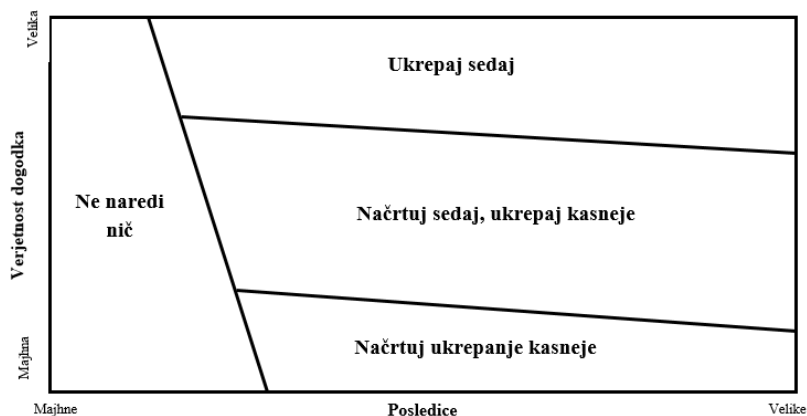 Velika
Ukrepaj sedaj
Verjetnost dogodka
Ne naredi
nič
Načrtuj sedaj, ukrepaj kasneje
Načrtuj ukrepanje kasneje
Majhna
Majhne
Posledice
Velike